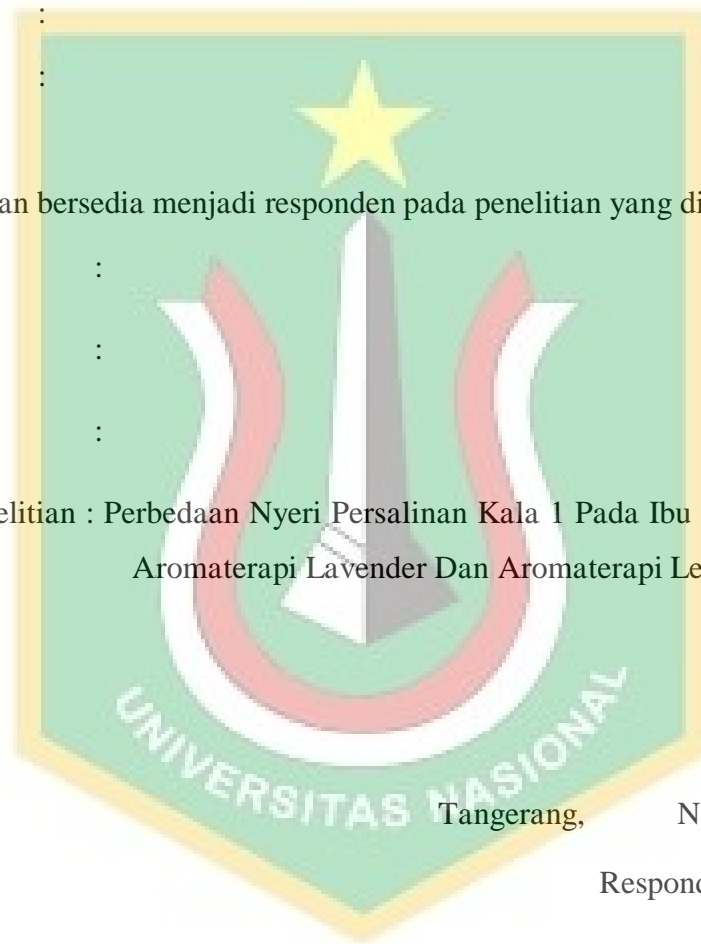 :
:
an bersedia menjadi responden pada penelitian yang di
:
:
:
elitian : Perbedaan Nyeri Persalinan Kala 1 Pada Ibu
Aromaterapi Lavender Dan Aromaterapi Le
UNIVERSITAS NASIONAL
Tangerang, N
Respond